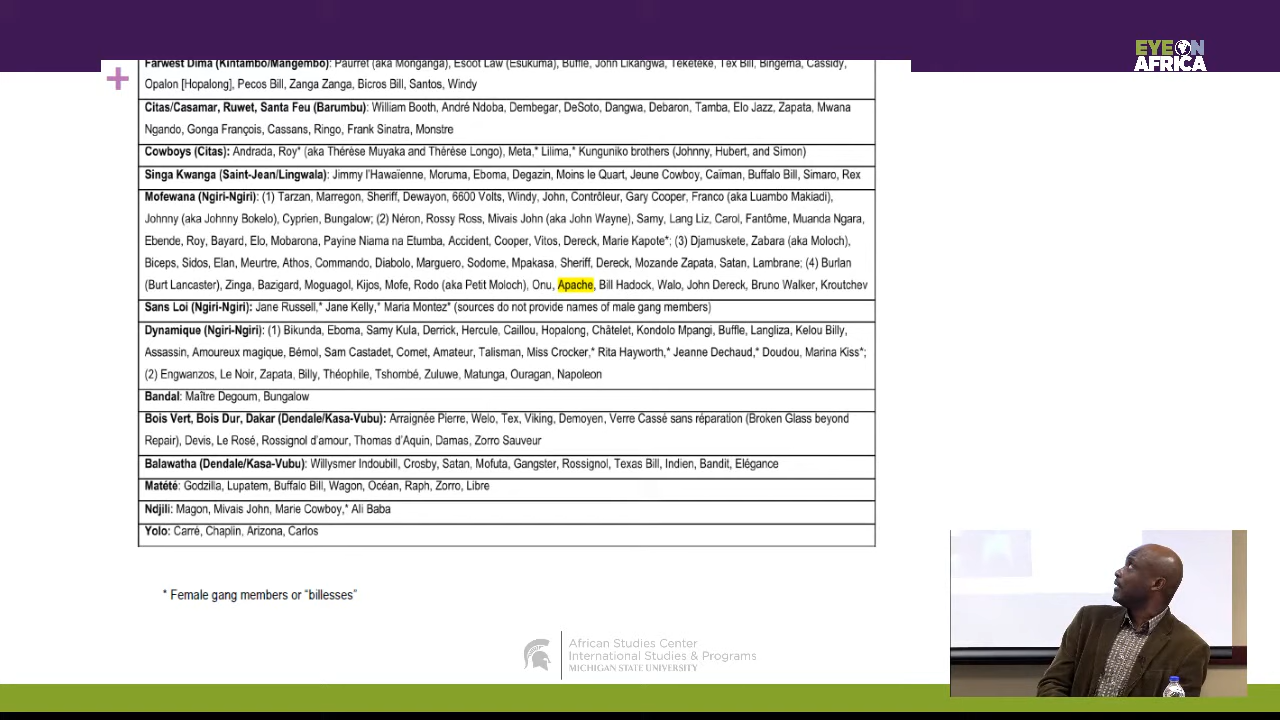 EYE ON
AFRICA
Farwest Dima (Kintambo/Mangembo): Paurret (aka Monganga), Esoot Law (Esukuma), Buffle, John Likangwa, Teketeke, Tex Bill, Bingema, Cassidy,
Opalon [Hopalong], Pecos Bill, Zanga Zanga, Bicros Bill, Santos, Windy
Citas/Casamar, Ruwet, Santa Feu (Barumbu): William Booth, André Ndoba, Dembegar, DeSoto, Dangwa, Debaron, Tamba, Elo Jazz, Zapata, Mwana
Ngando, Gonga François, Cassans, Ringo, Frank Sinatra, Monstre
Cowboys (Citas): Andrada, Roy* (aka Thérèse Muyaka and Thérèse Longo), Meta,* Lilima,* Kunguniko brothers (Johnny, Hubert, and Simon)
Singa Kwanga (Saint-Jean/Lingwala): Jimmy l'Hawaïenne, Moruma, Eboma, Degazin, Moins le Quart, Jeune Cowboy, Caïman, Buffalo Bill, Simaro, Rex
Mofewana (Ngiri-Ngiri): (1) Tarzan, Marregon, Sheriff, Dewayon, 6600 Volts, Windy, John, Contrôleur, Gary Cooper, Franco (aka Luambo Makiadi),
Johnny (aka Johnny Bokelo), Cyprien, Bungalow; (2) Néron, Rossy Ross, Mivais John (aka John Wayne), Samy, Lang Liz, Carol, Fantôme, Muanda Ngara,
Ebende, Roy, Bayard, Elo, Mobarona, Payine Niama na Etumba, Accident, Cooper, Vitos, Dereck, Marie Kapote*; (3) Djamuskete, Zabara (aka Moloch),
Biceps, Sidos, Elan, Meurtre, Athos, Commando, Diabolo, Marguero, Sodome, Mpakasa, Sheriff, Dereck, Mozande Zapata, Satan, Lambrane; (4) Burlan
(Burt Lancaster), Zinga, Bazigard, Moguagol, Kijos, Mofe, Rodo (aka Petit Moloch), Onu, Apache, Bill Hadock, Walo, John Dereck, Bruno Walker, Kroutchev
Sans Loi (Ngiri-Ngiri): Jane Russell,* Jane Kelly,* Maria Montez* (sources do not provide names of male gang members)
Dynamique (Ngiri-Ngiri): (1) Bikunda, Eboma, Samy Kula, Derrick, Hercule, Caillou, Hopalong, Châtelet, Kondolo Mpangi, Buffle, Langliza, Kelou Billy,
Assassin, Amoureux magique, Bémol, Sam Castadet, Comet, Amateur, Talisman, Miss Crocker,* Rita Hayworth,* Jeanne Dechaud,* Doudou, Marina Kiss*;
(2) Engwanzos, Le Noir, Zapata, Billy, Théophile, Tshombé, Zuluwe, Matunga, Ouragan, Napoleon
Bandal: Maître Degoum, Bungalow
Bois Vert, Bois Dur, Dakar (Dendale/Kasa-Vubu): Arraignée Pierre, Welo, Tex, Viking, Demoyen, Verre Cassé sans réparation (Broken Glass beyond
Repair), Devis, Le Rosé, Rossignol d'amour, Thomas d'Aquin, Damas, Zorro Sauveur
Balawatha (Dendale/Kasa-Vubu): Willysmer Indoubill, Crosby, Satan, Mofuta, Gangster, Rossignol, Texas Bill, Indien, Bandit, Elégance
Matété: Godzilla, Lupatem, Buffalo Bill, Wagon, Océan, Raph, Zorro, Libre
Ndjili: Magon, Mivais John, Marie Cowboy,* Ali Baba
Yolo: Carré, Chaplin, Arizona, Carlos
* Female gang members or "billesses"
African Studies Center
International Studies & Programs
MICHIGAN STATE UNIVERSITY